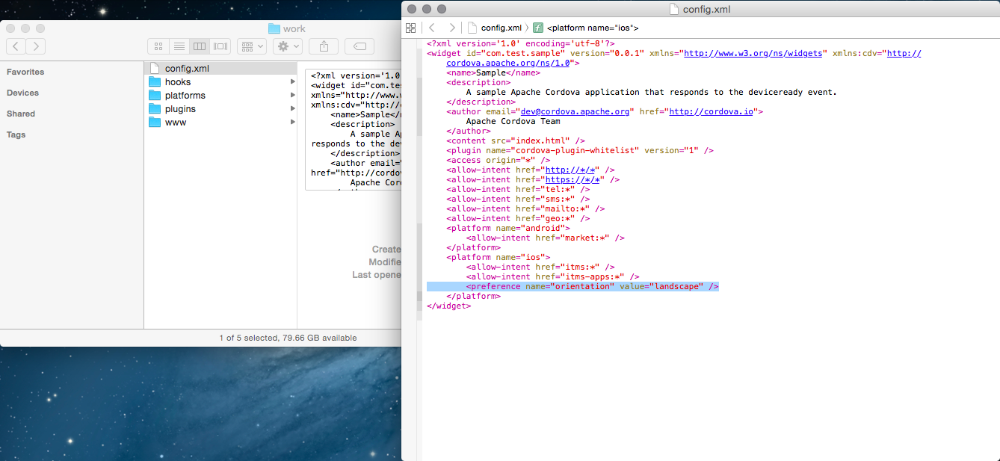 work
Favorites
Devices
Shared
Tags
config.xml
hooks
platforms
plugins
www
<?xml version='1.0
<widget id="com.tes
xmlns="http://www.w
xmlns:cdv="http://c
<name>Sample</n
<description>
A sample Ap
responds to the dev
</description>
<author email="
href="http://cordov
Apache Cord
Create
Modifie
Last opene
1 of 5 selected, 79.66 GB available
config.xml
config.xml
<platform name="ios">
<?xml version='1.0' encoding='utf-8'?>
<widget id="com.test.sample" version="0.0.1" xmlns="http://www.w3.org/ns/widgets" xmlns:cdv="http://
cordova.apache.org/ns/1.0">
<name>Sample</name>
<description>
A sample Apache Cordova application that responds to the deviceready event.
</description>
<author email="dev@cordova.apache.org" href="http://cordova.io">
Apache Cordova Team
</author>
<content src="index.html" />
<plugin name="cordova-plugin-whitelist" version="1" />
<access origin="*" />
<allow-intent href="http://*/*" />
<allow-intent href="https://*/*" />
<allow-intent href="tel:*" />
<allow-intent href="sms:*" />
<allow-intent href="mailto:*" />
<allow-intent href="geo:*" />
<platform name="android">
<allow-intent href="market:*" />
</platform>
<platform name="ios">
<allow-intent href="itms:*" />
<allow-intent href="itms-apps:*" />
<preference name="orientation" value="landscape" />
</platform>
</widget>